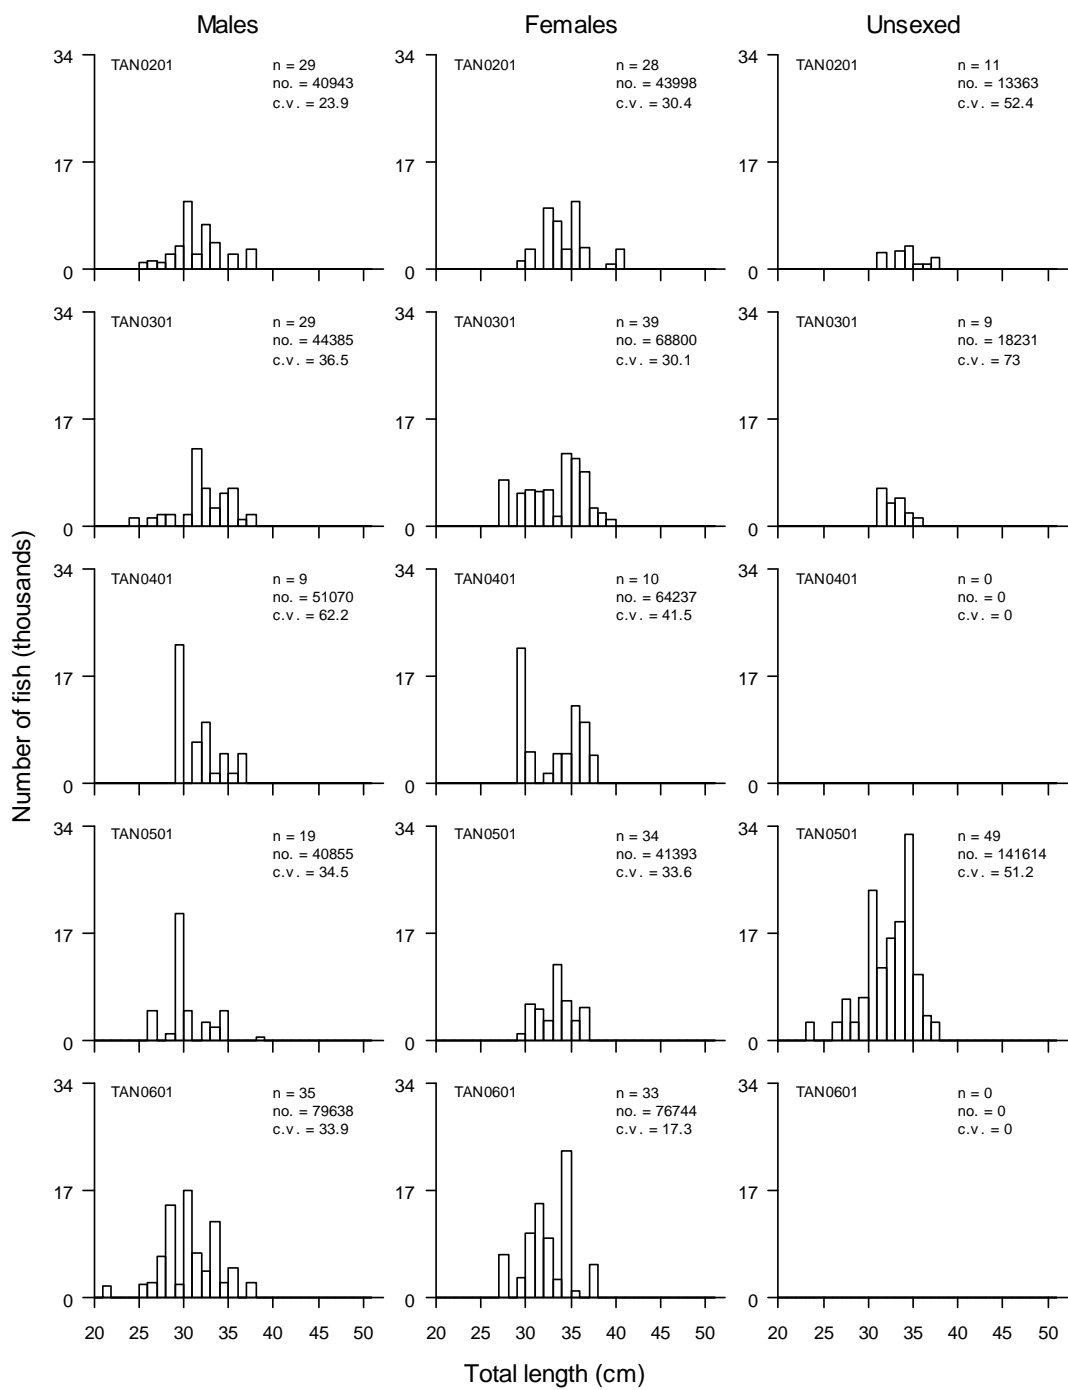 Males Females Unsexed
34 TAN0201 n = 29 34 TAN0201 n = 28 34 TAN0201 n = 11
no. = 40943 no. = 43998 no. = 13363
c.v. = 23.9 c.v. = 30.4 c.v. = 52.4
17 17 17
0 0 0
34 TAN0301 n = 29 34 TAN0301 n = 39 34 TAN0301 n = 9
no. = 44385 no. = 68800 no. = 18231
c.v. = 36.5 c.v. = 30.1 c.v. = 73
17 17 17
0 0 0
34 TAN0401 n = 9 34 TAN0401 n = 10 34 TAN0401 n = 0
no. = 51070 no. = 64237 no. = 0
c.v. = 62.2 c.v. = 41.5 c.v. = 0
17 17 17
0 0 0
34 TAN0501 n = 19 34 TAN0501 n = 34 34 TAN0501 n = 49
no. = 40855 no. = 41393 no. = 141614
c.v. = 34.5 c.v. = 33.6 c.v. = 51.2
17 17 17
0 0 0
34 TAN0601 n = 35 34 TAN0601 n = 33 34 TAN0601 n = 0
no. = 79638 no. = 76744 no. = 0
c.v. = 33.9 c.v. = 17.3 c.v. = 0
17 17 17
0 0 0
20 25 30 35 40 45 50 20 25 30 35 40 45 50 20 25 30 35 40 45 50
Number of fish (thousands)
Total length (cm)